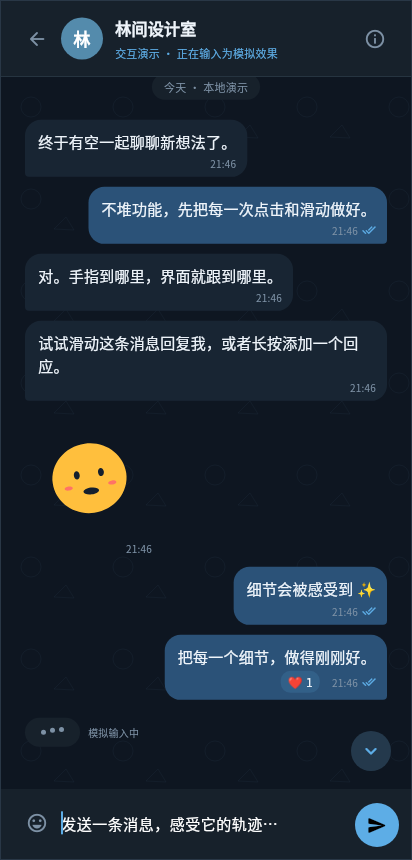 林 林间设计室
交互演示 · 正在输入为模拟效果
今天 · 本地演示
终于有空一起聊聊新想法了。
21:46
不堆功能，先把每一次点击和滑动做好。
21:46
对。手指到哪里，界面就跟到哪里。
21:46
试试滑动这条消息回复我，或者长按添加一个回
应。
21:46
21:46
细节会被感受到 ✨
21:46
把每一个细节，做得刚刚好。
❤️ 1 21:46
模拟输入中
发送一条消息，感受它的轨迹…